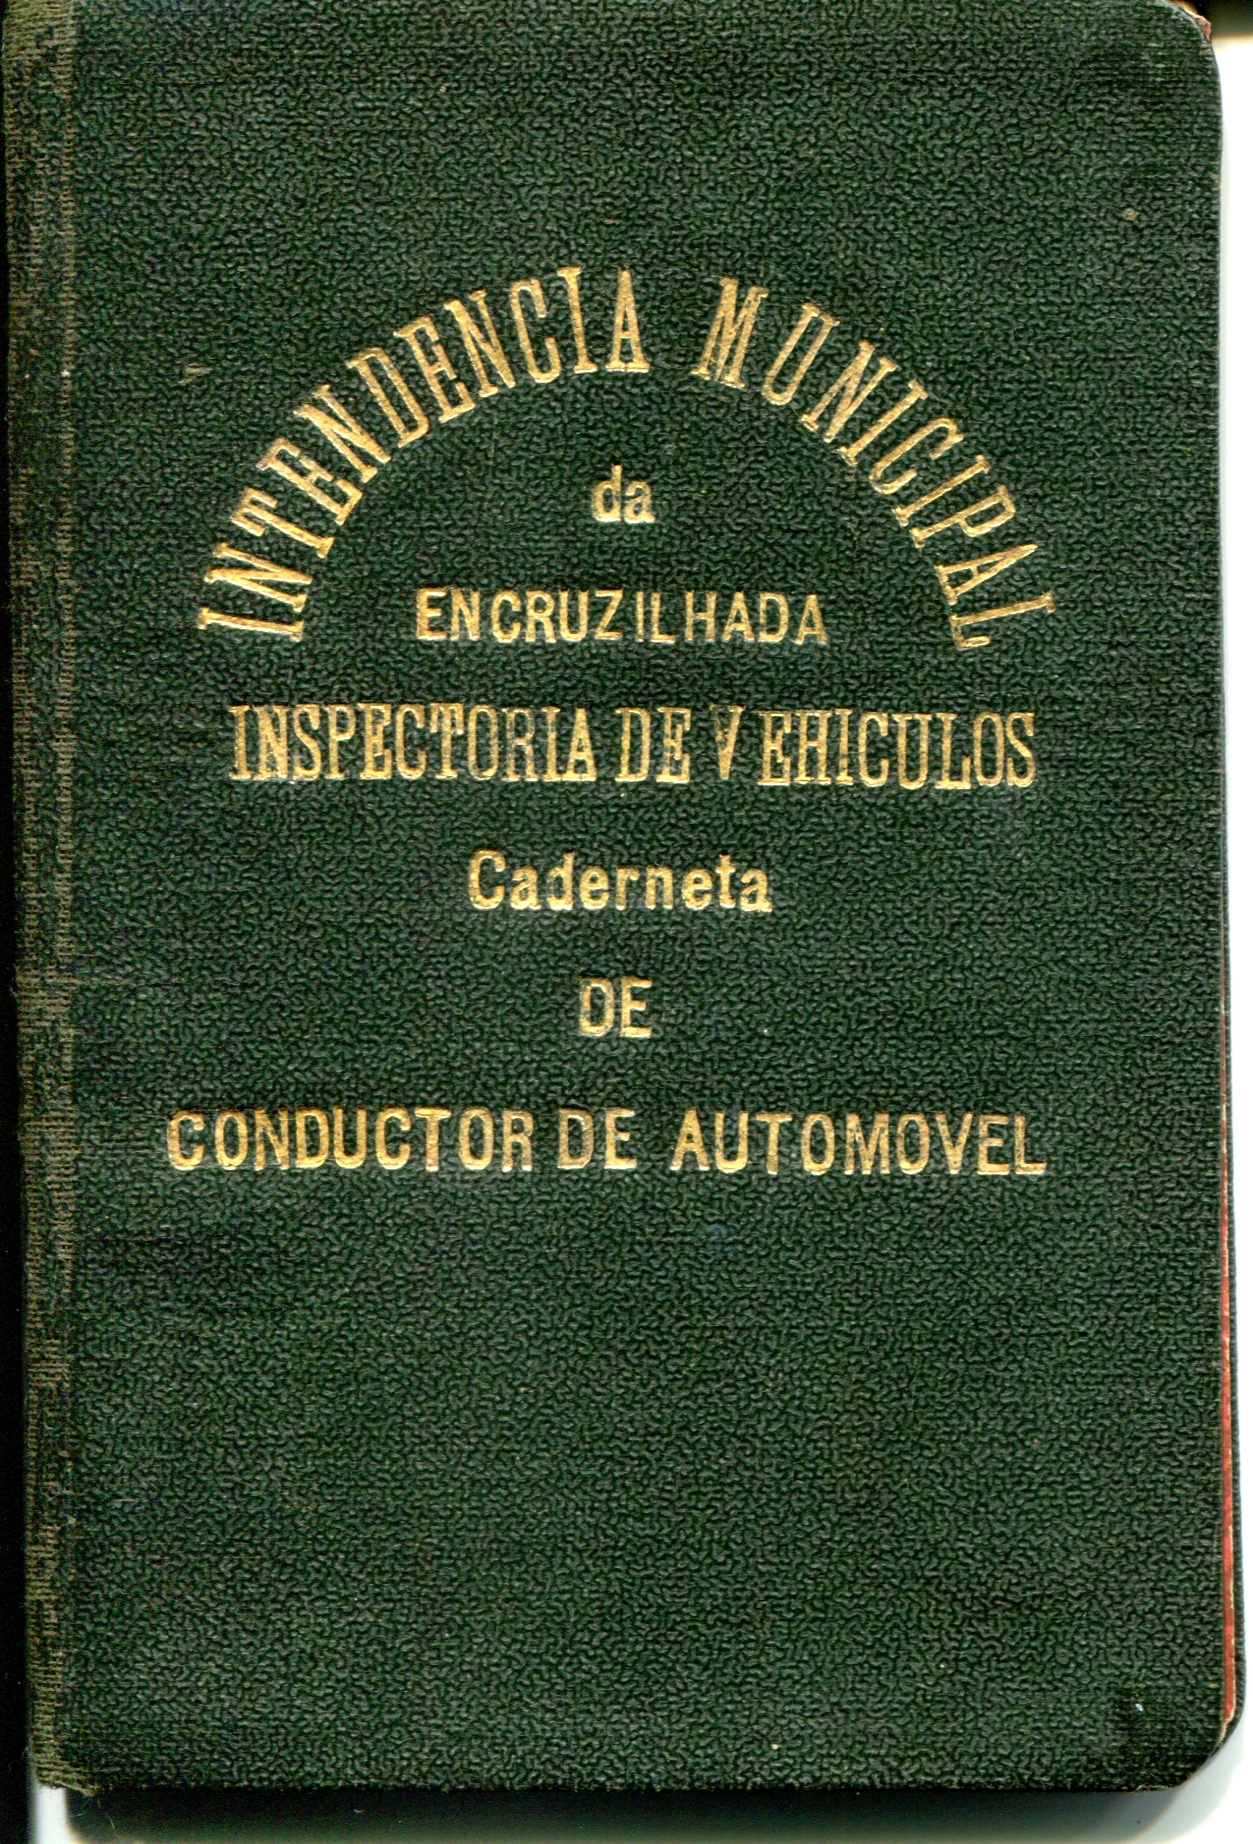 INTENDENCIA MUNICIPAL
da
ENCRUZILHADA
INSPECTORIA DE VEHICULOS
Caderneta
DE
CONDUCTOR DE AUTOMOVEL